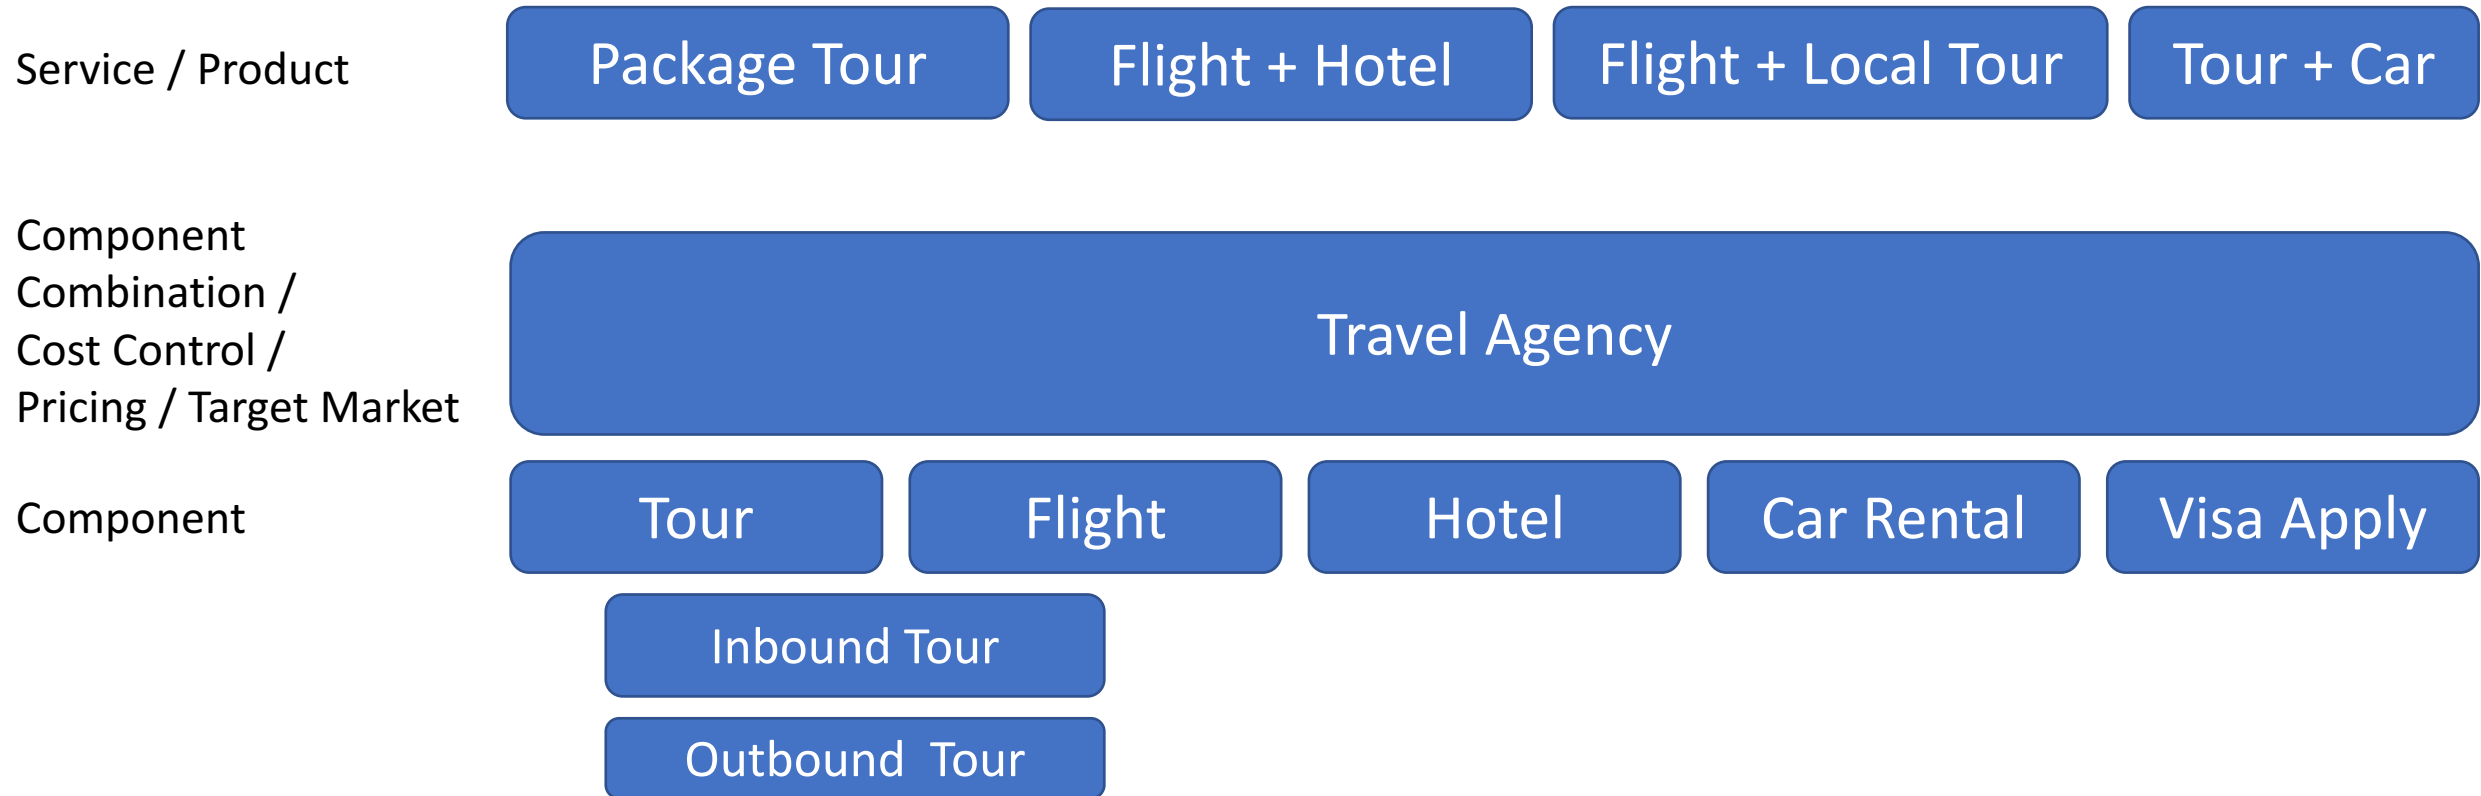 Service / Product
Package Tour
Flight + Hotel
Flight + Local Tour
Tour + Car
Component
Combination /
Cost Control /
Pricing / Target Market
Travel Agency
Component
Tour
Flight
Hotel
Car Rental
Visa Apply
Inbound Tour
Outbound  Tour